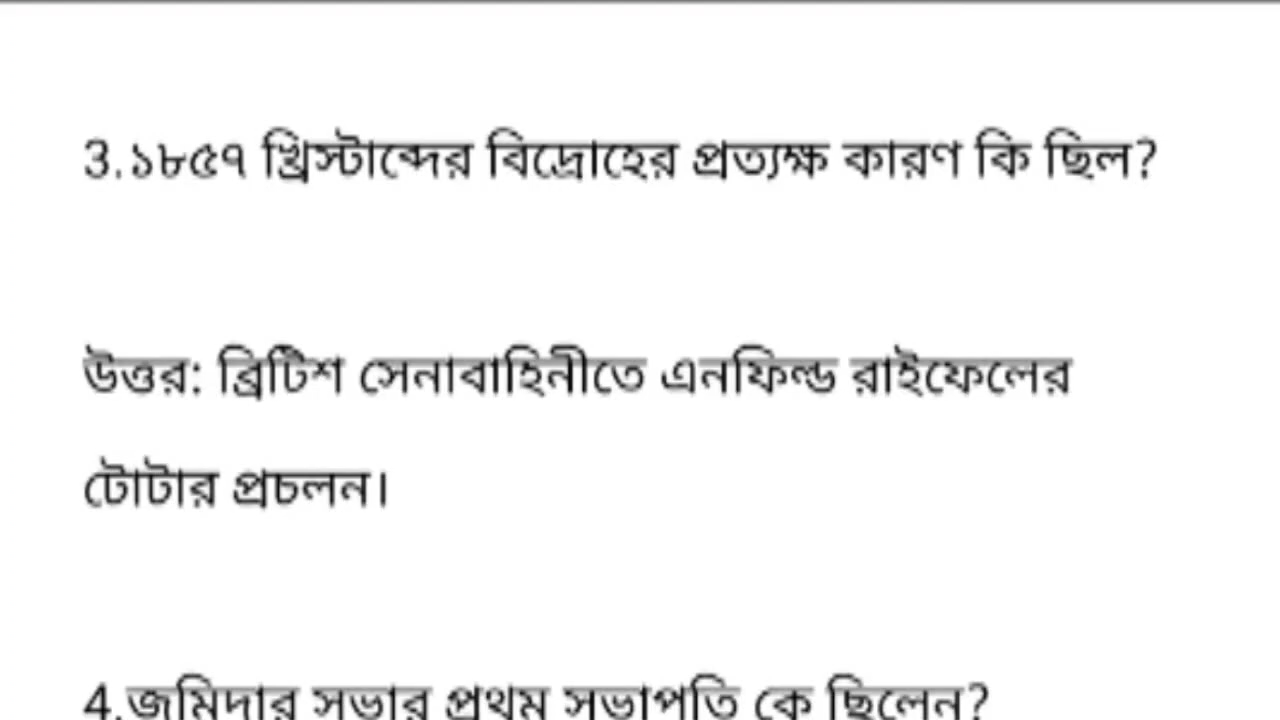 3.১৮৫৭ খ্রিস্টাব্দের বিদ্রোহের প্রত্যক্ষ কারণ কি ছিল?
উত্তর: ব্রিটিশ সেনাবাহিনীতে এনফিল্ড রাইফেলের
টোটার প্রচলন।
4.জমিদার সভার প্রথম সভাপতি কে ছিলেন?